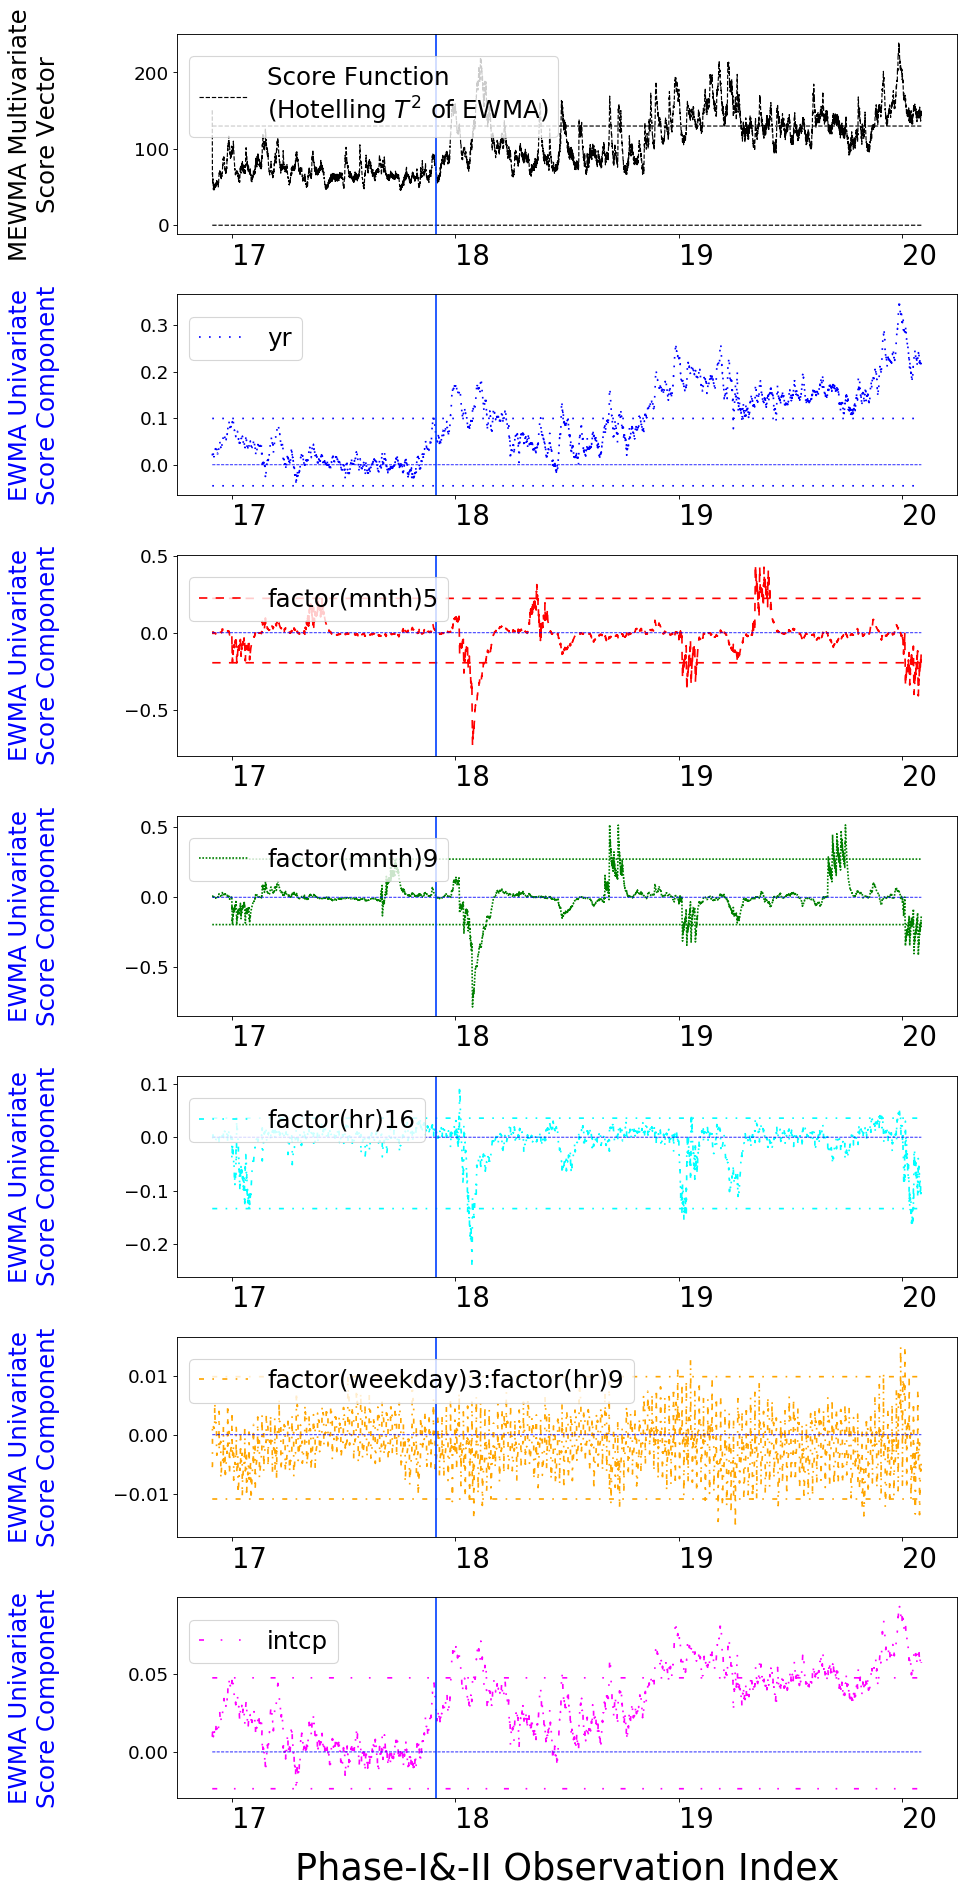 MEWMA Multivariate
Score Vector
200
100
0
Score Function
(Hotelling T² of EWMA)
17 18 19 20
EWMA Univariate
Score Component
0.3
0.2
0.1
0.0
yr
17 18 19 20
EWMA Univariate
Score Component
0.5
0.0
−0.5
factor(mnth)5
17 18 19 20
EWMA Univariate
Score Component
0.5
0.0
−0.5
factor(mnth)9
17 18 19 20
EWMA Univariate
Score Component
0.1
0.0
−0.1
−0.2
factor(hr)16
17 18 19 20
EWMA Univariate
Score Component
0.01
0.00
−0.01
factor(weekday)3:factor(hr)9
17 18 19 20
EWMA Univariate
Score Component
0.05
0.00
intcp
17 18 19 20
Phase-I&-II Observation Index